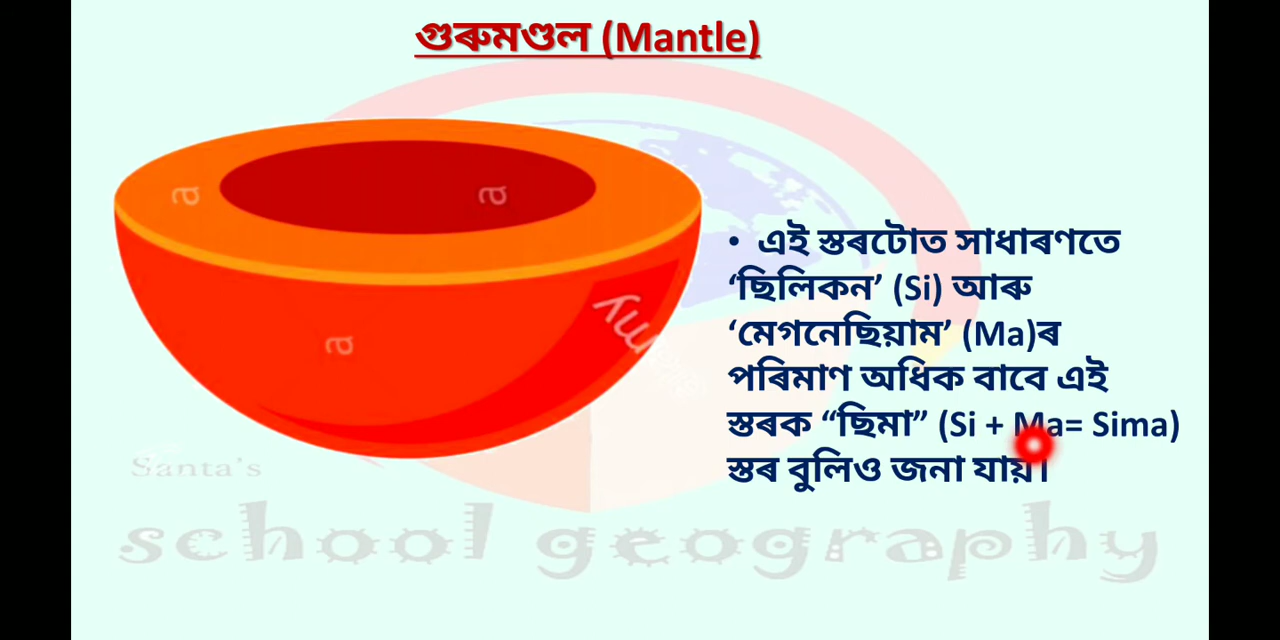 গুৰুমণ্ডল (Mantle)
• এই স্তৰটোত সাধাৰণতে
‘ছিলিকন’ (Si) আৰু
‘মেগনেছিয়াম’ (Ma)ৰ
পৰিমাণ অধিক বাবে এই
স্তৰক “ছিমা” (Si + Ma= Sima)
স্তৰ বুলিও জনা যায়।
a
a
a
Santa's
school geography